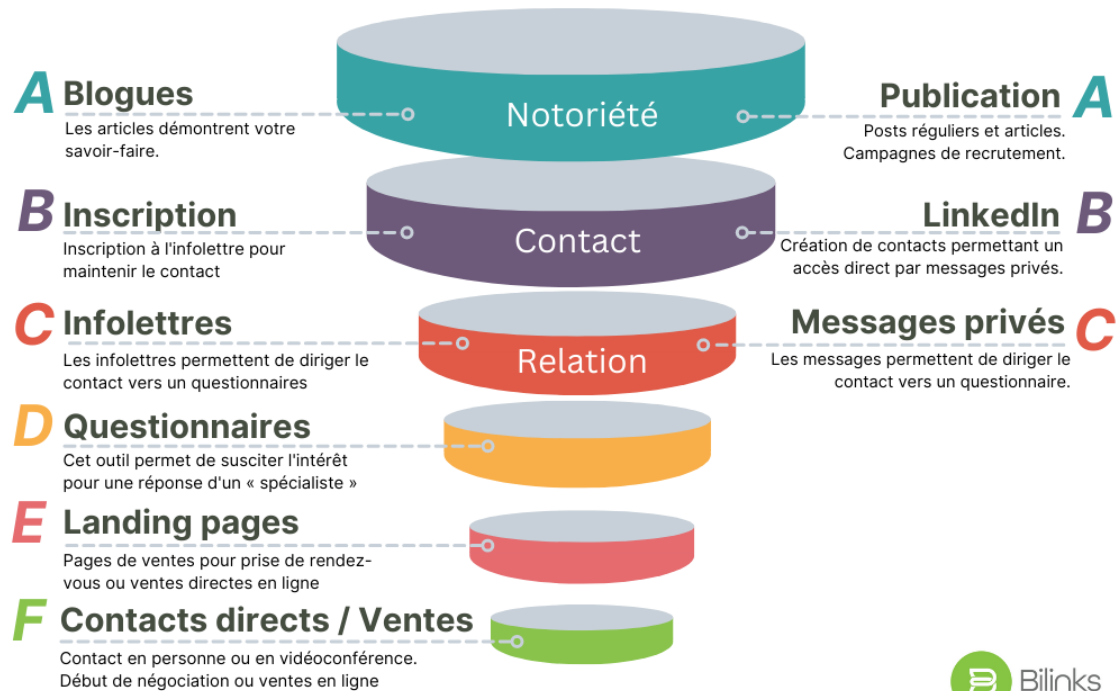 A Blogues
Les articles démontrent votre
savoir-faire.
Notoriété
Publication A
Posts réguliers et articles.
Campagnes de recrutement.
B Inscription
Inscription à l'infolettre pour
maintenir le contact
Contact
LinkedIn B
Création de contacts permettant un
accès direct par messages privés.
C Infolettres
Les infolettres permettent de diriger le
contact vers un questionnaires
Relation
Messages privés C
Les messages permettent de diriger le
contact vers un questionnaire.
D Questionnaires
Cet outil permet de susciter l'intérêt
pour une réponse d'un « spécialiste »
E Landing pages
Pages de ventes pour prise de rendez-
vous ou ventes directes en ligne
F Contacts directs / Ventes
Contact en personne ou en vidéoconférence.
Début de négociation ou ventes en ligne
Bilinks